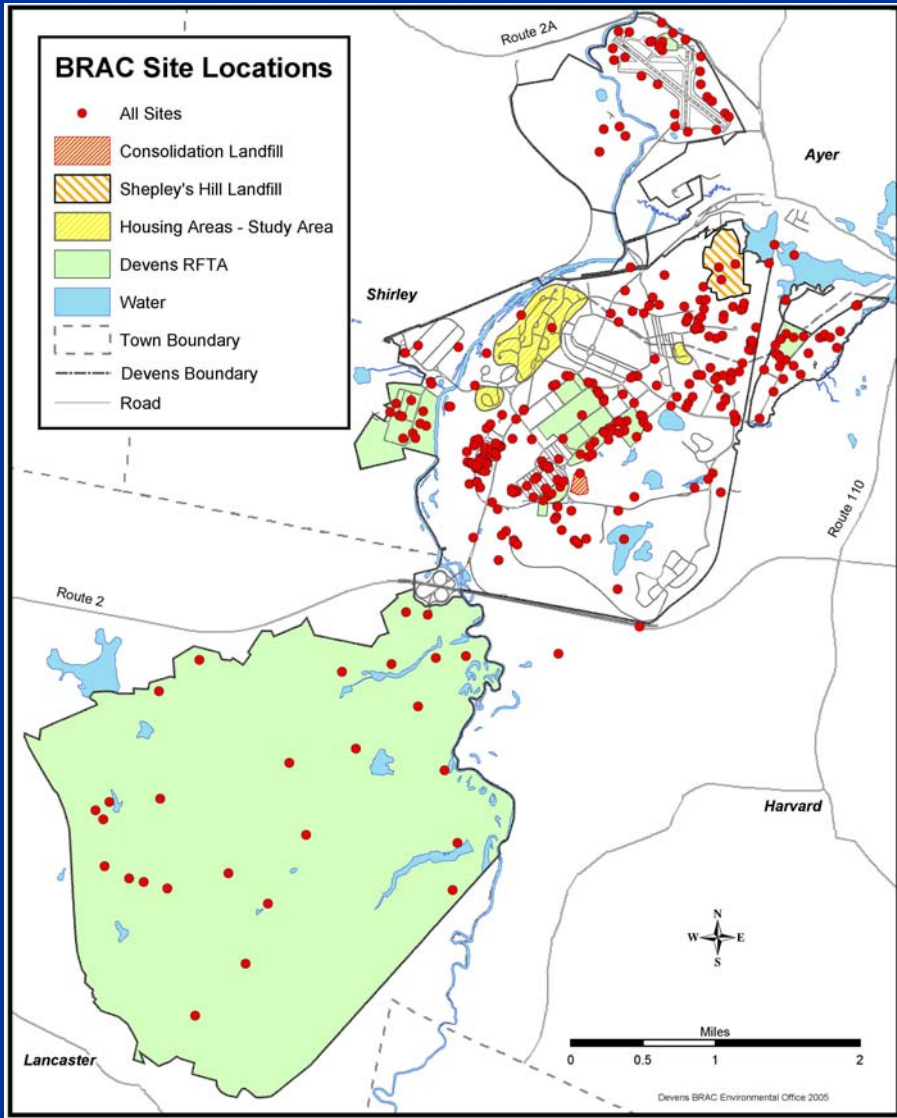 BRAC Site Locations
All Sites
Consolidation Landfill
Shepley's Hill Landfill
Housing Areas - Study Area
Devens RFTA
Water
Town Boundary
Devens Boundary
Road
Route 2A
Ayer
Shirley
Route 110
Route 2
Harvard
N
W E
S
Miles
0 0.5 1 2
Lancaster
Devens BRAC Environmental Office 2005